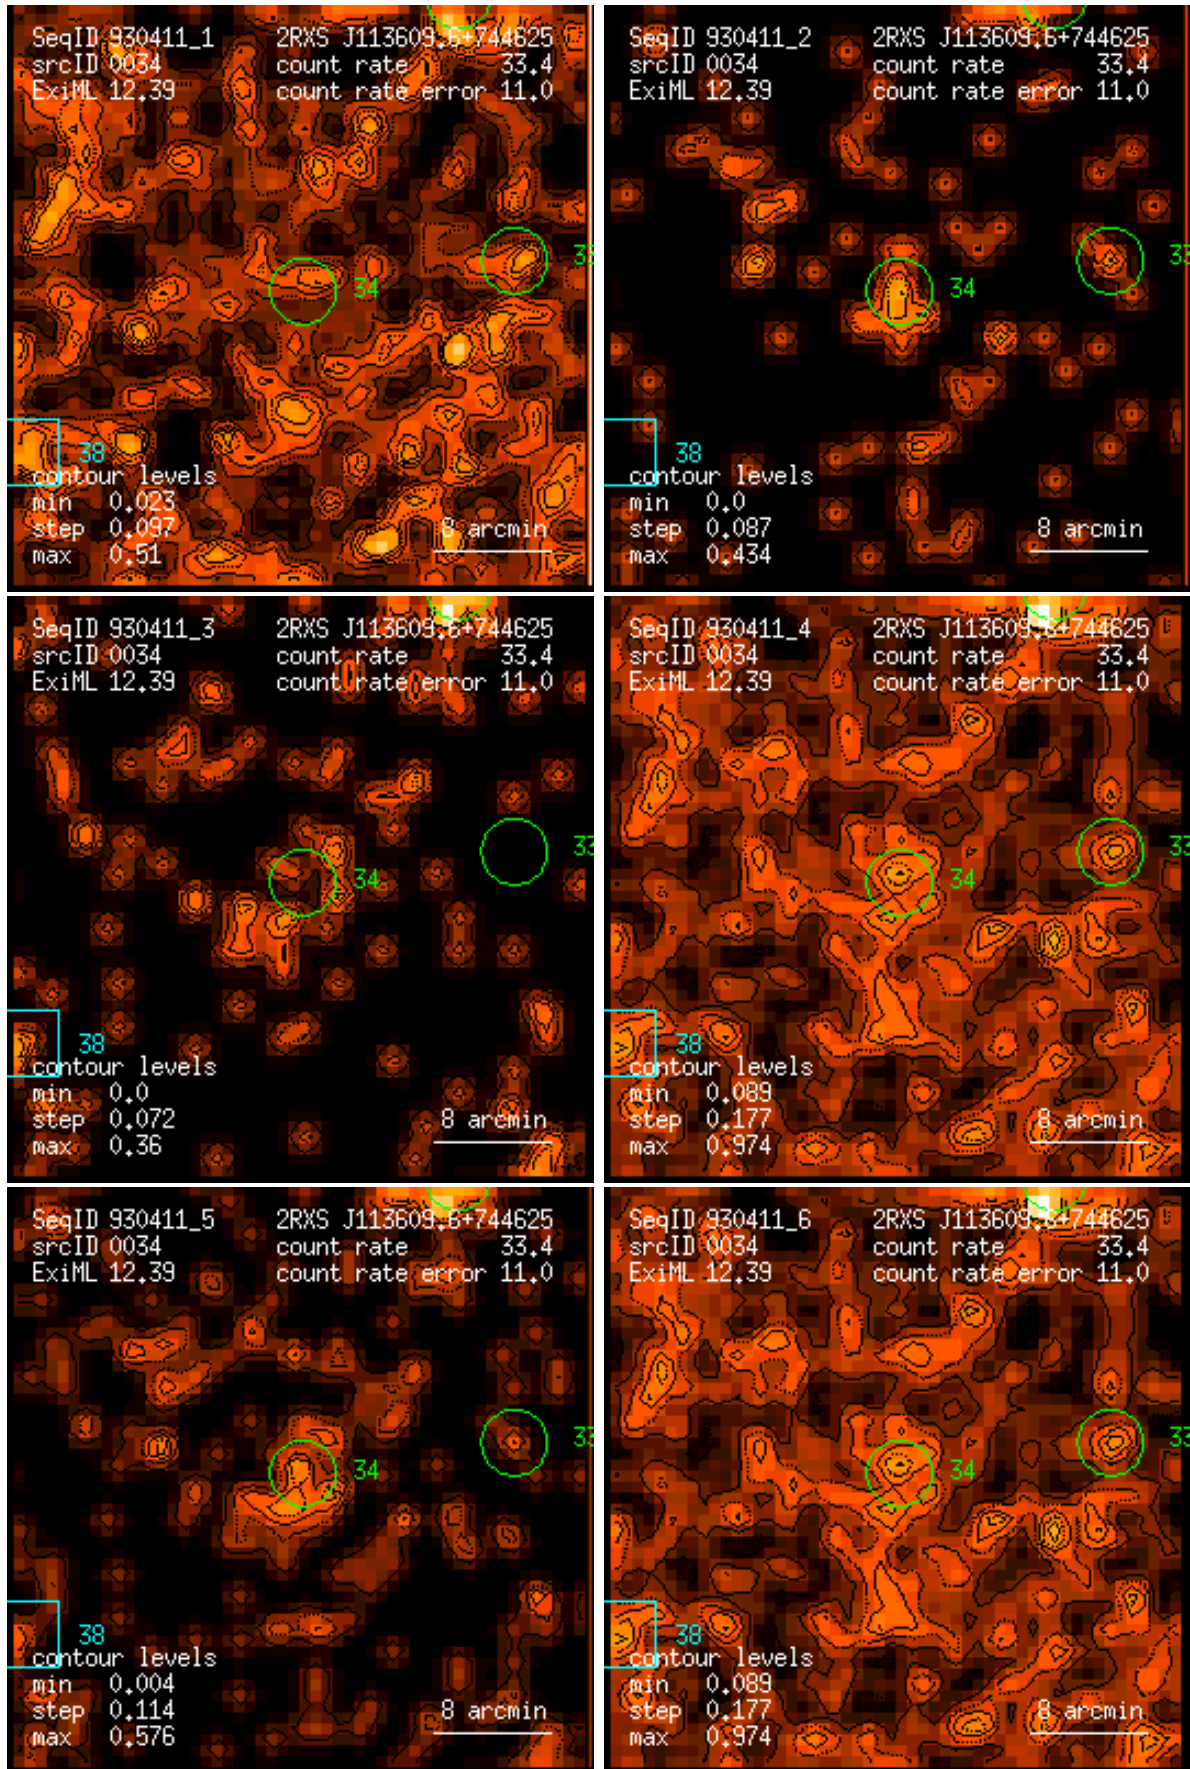 SeqID 930411_1 2RXS J113609.6+744625
srcID 0034 count rate 33.4
ExiML 12.39 count rate error 11.0
33
34
38
contour levels
min 0.023
step 0.097 8 arcmin
max 0.51
SeqID 930411_2 2RXS J113609.6+744625
srcID 0034 count rate 33.4
ExiML 12.39 count rate error 11.0
33
34
38
contour levels
min 0.0
step 0.087 8 arcmin
max 0.434
SeqID 930411_3 2RXS J113609.6+744625
srcID 0034 count rate 33.4
ExiML 12.39 count rate error 11.0
33
34
38
contour levels
min 0.0
step 0.072 8 arcmin
max 0.36
SeqID 930411_4 2RXS J113609.6+744625
srcID 0034 count rate 33.4
ExiML 12.39 count rate error 11.0
33
34
38
contour levels
min 0.089
step 0.177 8 arcmin
max 0.974
SeqID 930411_5 2RXS J113609.6+744625
srcID 0034 count rate 33.4
ExiML 12.39 count rate error 11.0
33
34
38
contour levels
min 0.004
step 0.114 8 arcmin
max 0.576
SeqID 930411_6 2RXS J113609.6+744625
srcID 0034 count rate 33.4
ExiML 12.39 count rate error 11.0
33
34
38
contour levels
min 0.089
step 0.177 8 arcmin
max 0.974